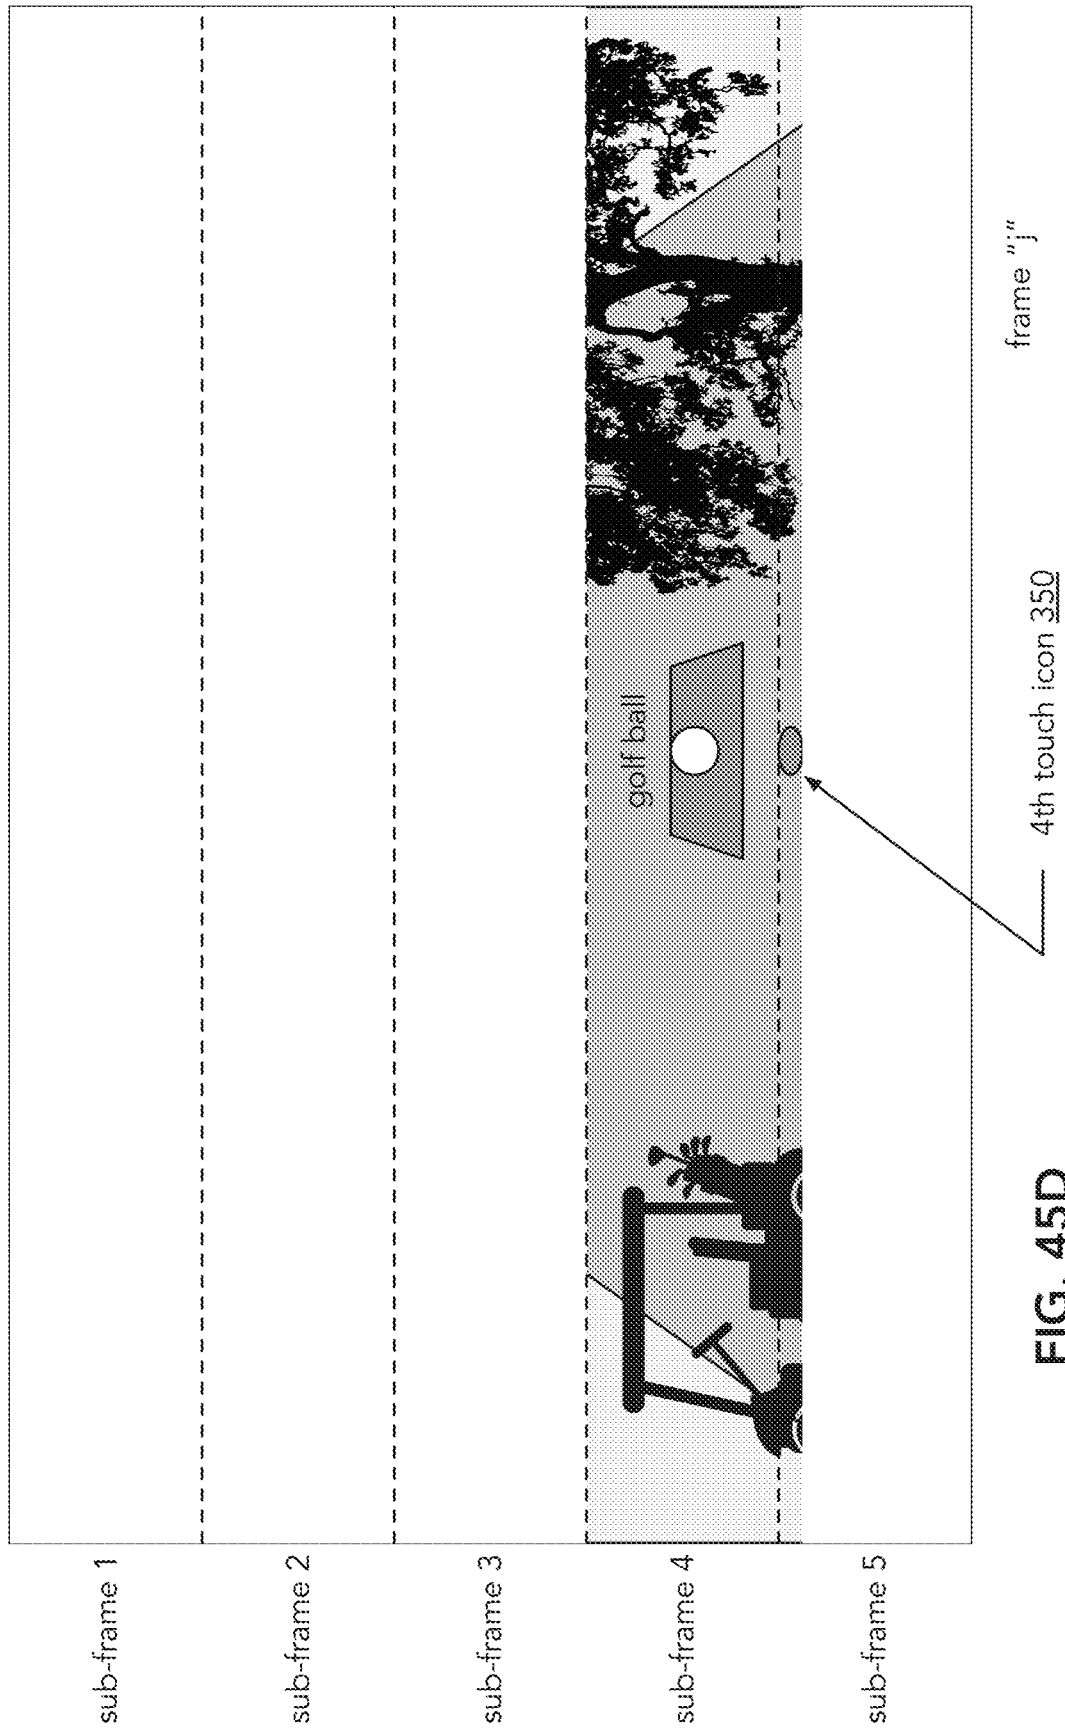 sub-frame 1
sub-frame 2
sub-frame 3
sub-frame 4
sub-frame 5
golf ball
4th touch icon 350
frame "j"
FIG. 45D